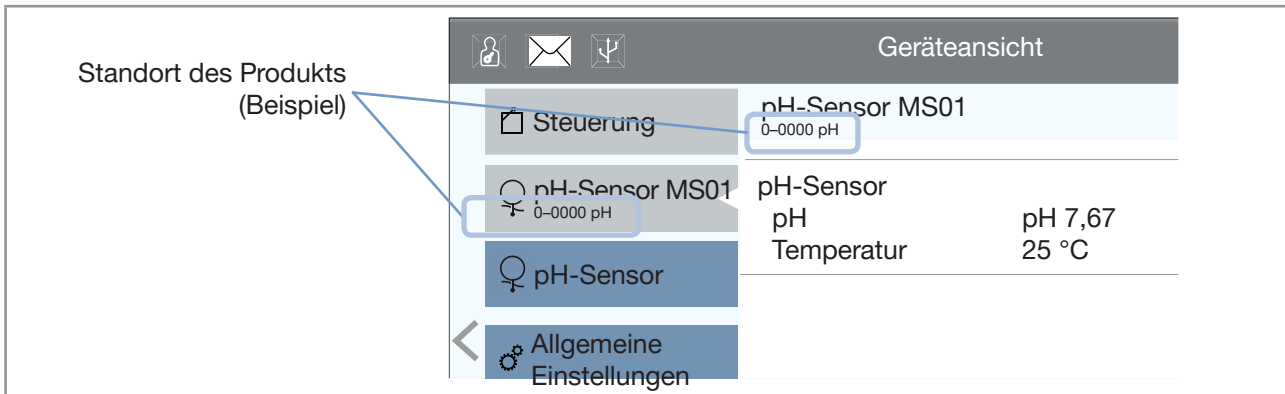 Standort des Produkts
(Beispiel)
Geräteansicht
Steuerung
pH-Sensor MS01
0–0000 pH
pH-Sensor
Allgemeine
Einstellungen
pH-Sensor MS01
0–0000 pH
pH-Sensor
pH pH 7,67
Temperatur 25 °C